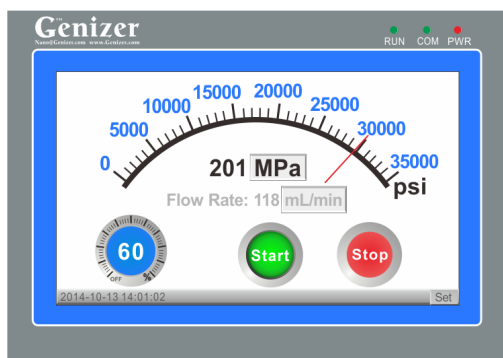 Genizer
Nano@Genizer.com www.Genizer.com
RUN COM PWR
0 5000 10000 15000 20000 25000 30000 35000
psi
201 MPa
Flow Rate: 118 mL/min
60
OFF %
Start
Stop
2014-10-13 14:01:02
Set